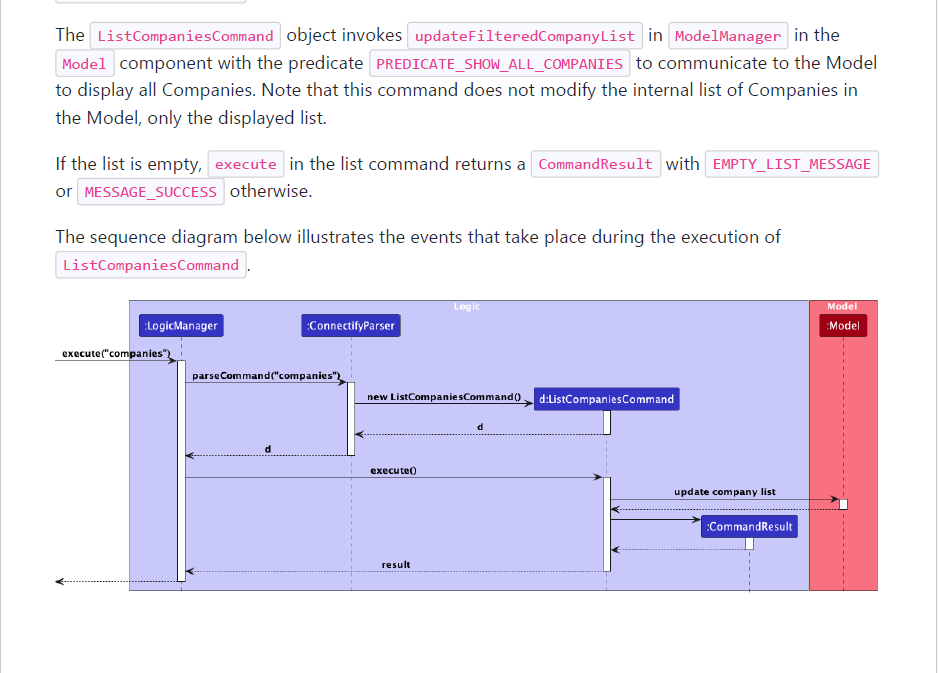 The ListCompaniesCommand object invokes updateFilteredCompanyList in ModelManager in the
Model component with the predicate PREDICATE_SHOW_ALL_COMPANIES to communicate to the Model
to display all Companies. Note that this command does not modify the internal list of Companies in
the Model, only the displayed list.
If the list is empty, execute in the list command returns a CommandResult with EMPTY_LIST_MESSAGE
or MESSAGE_SUCCESS otherwise.
The sequence diagram below illustrates the events that take place during the execution of
ListCompaniesCommand.
Logic
Model
:LogicManager
:ConnectifyParser
:Model
execute("companies")
parseCommand("companies")
new ListCompaniesCommand()
d:ListCompaniesCommand
d
d
execute()
update company list
:CommandResult
result